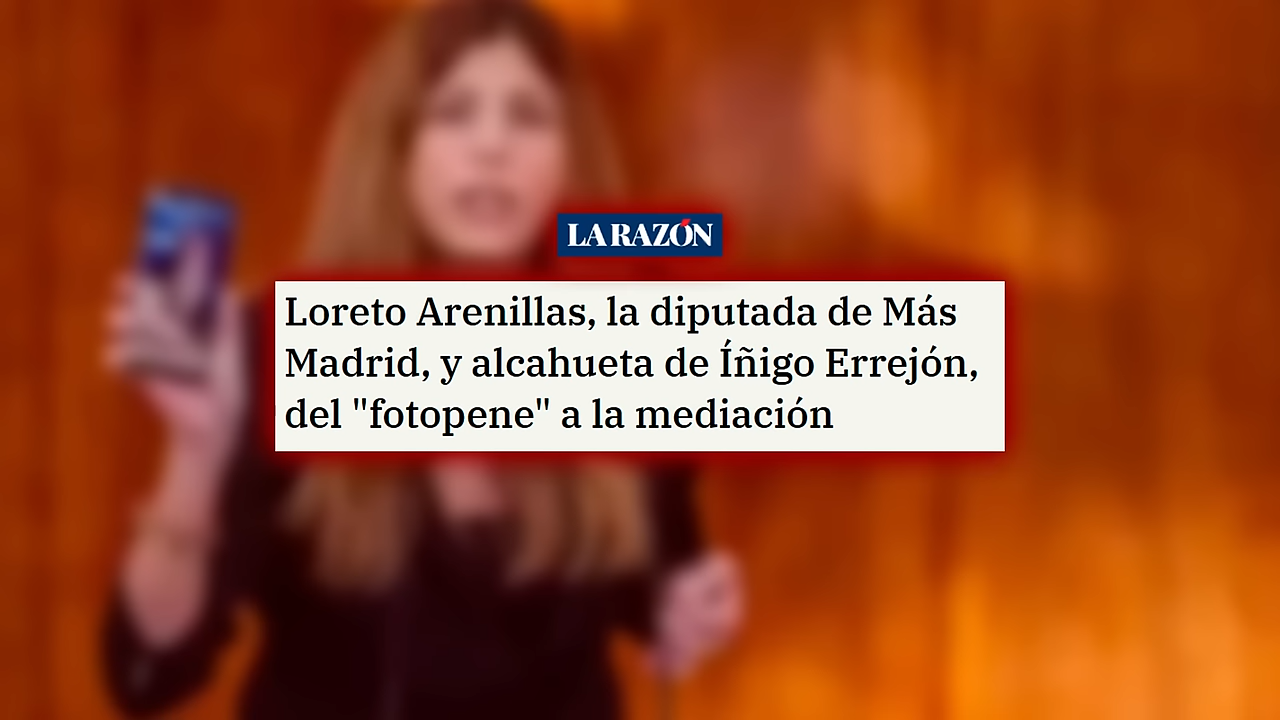 LA RAZÓN
Loreto Arenillas, la diputada de Más
Madrid, y alcahueta de Íñigo Errejón,
del "fotopene" a la mediación